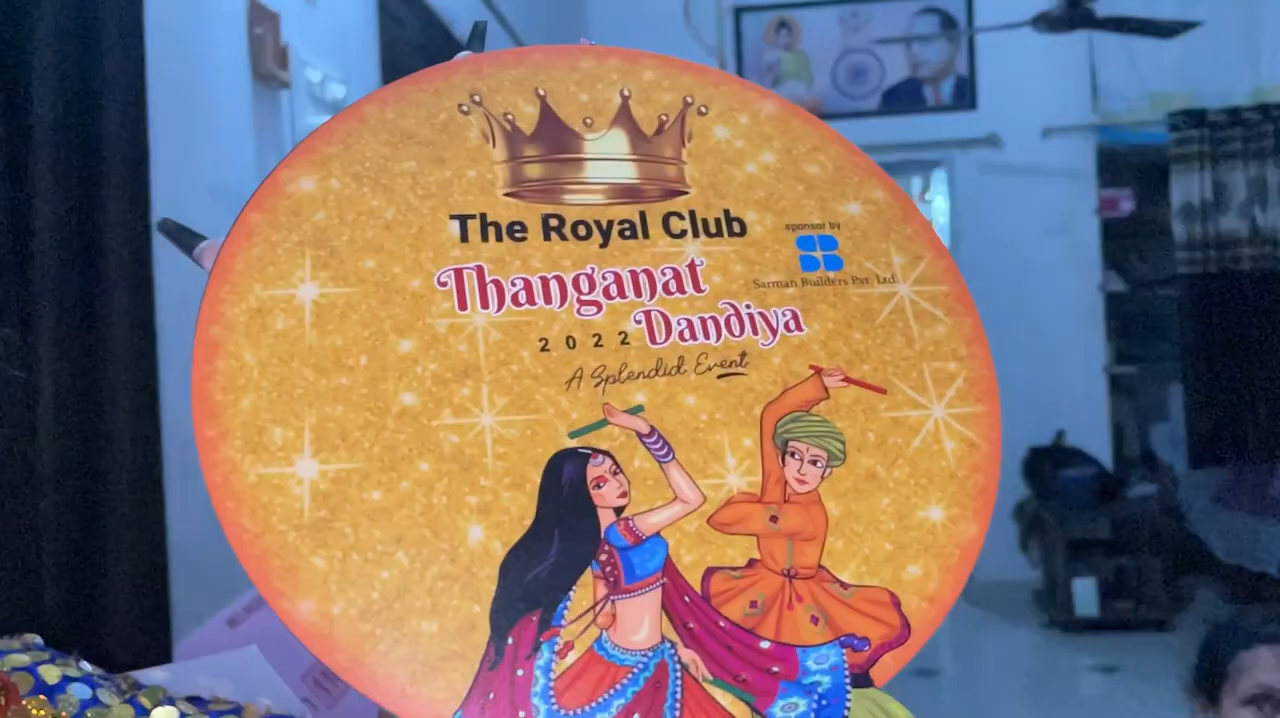 The Royal Club
sponsor by
Sarman Builders Pvt. Ltd.
Thanganat
Dandiya
2022
A Splendid Event